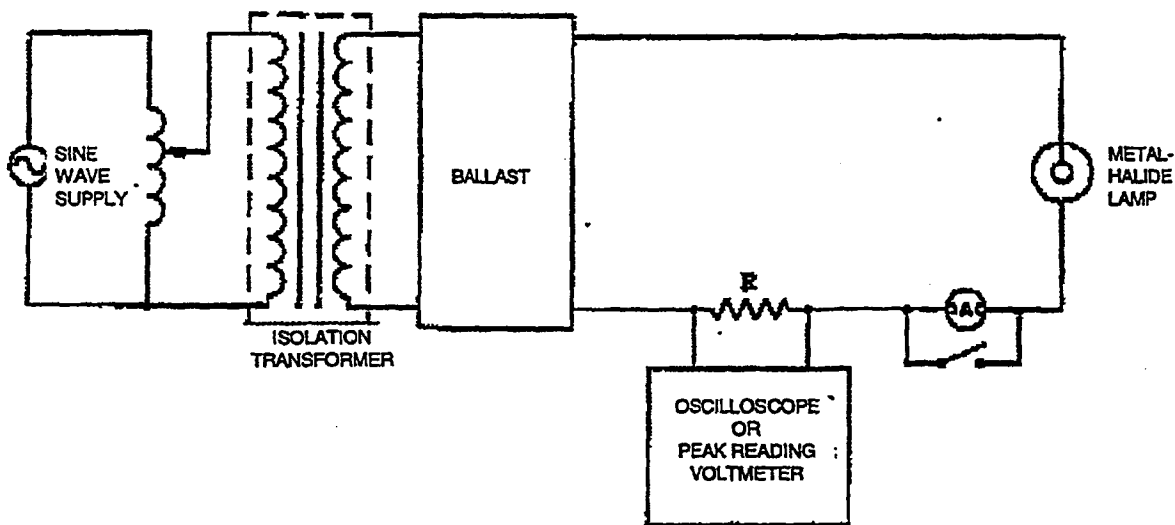 SINE
WAVE
SUPPLY
ISOLATION
TRANSFORMER
BALLAST
METAL-
HALIDE
LAMP
R
A
OSCILLOSCOPE
OR
PEAK READING
VOLTMETER